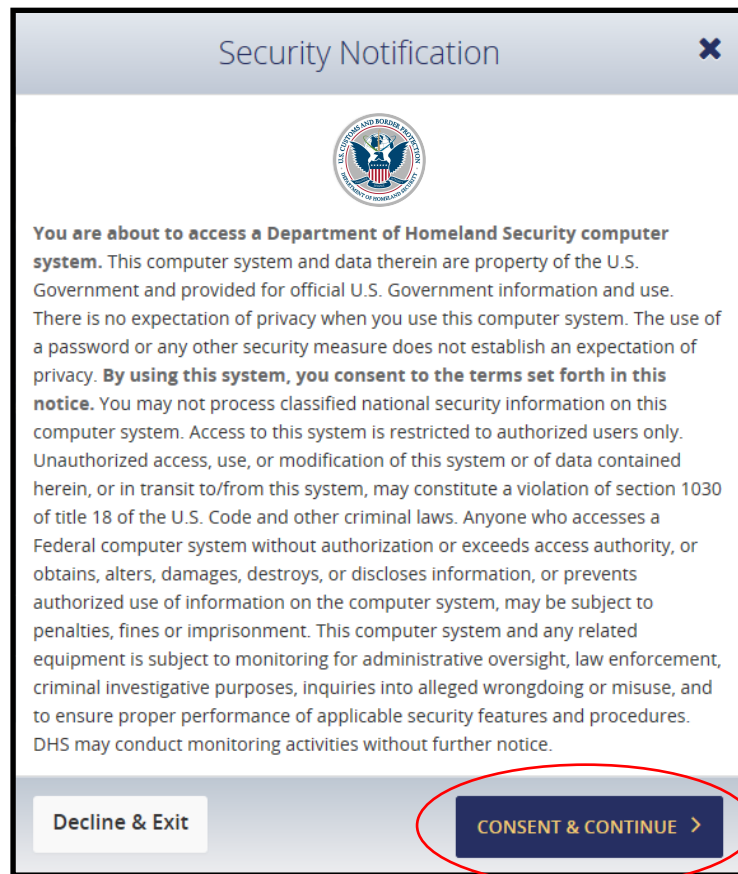 Security Notification
U.S. CUSTOMS AND BORDER PROTECTION
DEPARTMENT OF HOMELAND SECURITY
You are about to access a Department of Homeland Security computer
system. This computer system and data therein are property of the U.S.
Government and provided for official U.S. Government information and use.
There is no expectation of privacy when you use this computer system. The use of
a password or any other security measure does not establish an expectation of
privacy. By using this system, you consent to the terms set forth in this
notice. You may not process classified national security information on this
computer system. Access to this system is restricted to authorized users only.
Unauthorized access, use, or modification of this system or of data contained
herein, or in transit to/from this system, may constitute a violation of section 1030
of title 18 of the U.S. Code and other criminal laws. Anyone who accesses a
Federal computer system without authorization or exceeds access authority, or
obtains, alters, damages, destroys, or discloses information, or prevents
authorized use of information on the computer system, may be subject to
penalties, fines or imprisonment. This computer system and any related
equipment is subject to monitoring for administrative oversight, law enforcement,
criminal investigative purposes, inquiries into alleged wrongdoing or misuse, and
to ensure proper performance of applicable security features and procedures.
DHS may conduct monitoring activities without further notice.
Decline & Exit
CONSENT & CONTINUE